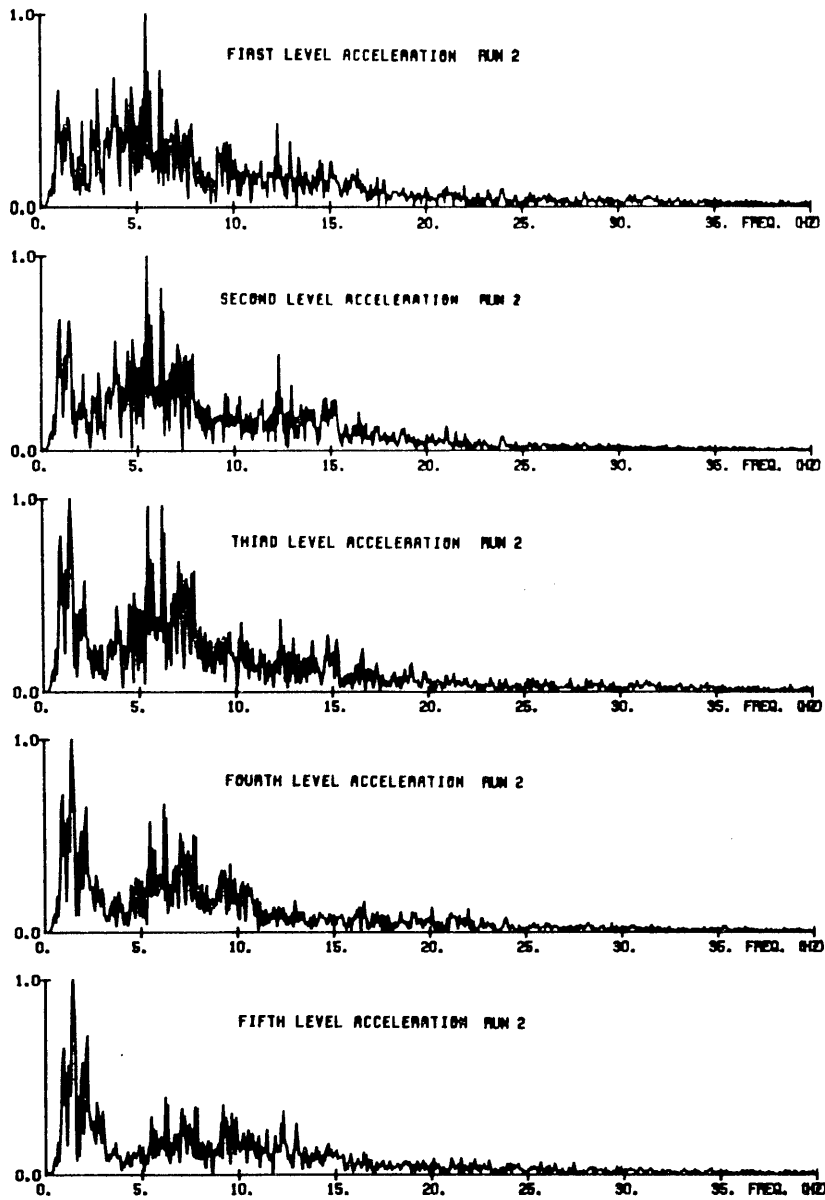 1.0
FIRST LEVEL ACCELERATION RUN 2
0.0
0. 5. 10. 15. 20. 25. 30. 35. FREQ. (HZ)
1.0
SECOND LEVEL ACCELERATION RUN 2
0.0
0. 5. 10. 15. 20. 25. 30. 35. FREQ. (HZ)
1.0
THIRD LEVEL ACCELERATION RUN 2
0.0
0. 5. 10. 15. 20. 25. 30. 35. FREQ. (HZ)
1.0
FOURTH LEVEL ACCELERATION RUN 2
0.0
0. 5. 10. 15. 20. 25. 30. 35. FREQ. (HZ)
1.0
FIFTH LEVEL ACCELERATION RUN 2
0.0
0. 5. 10. 15. 20. 25. 30. 35. FREQ. (HZ)